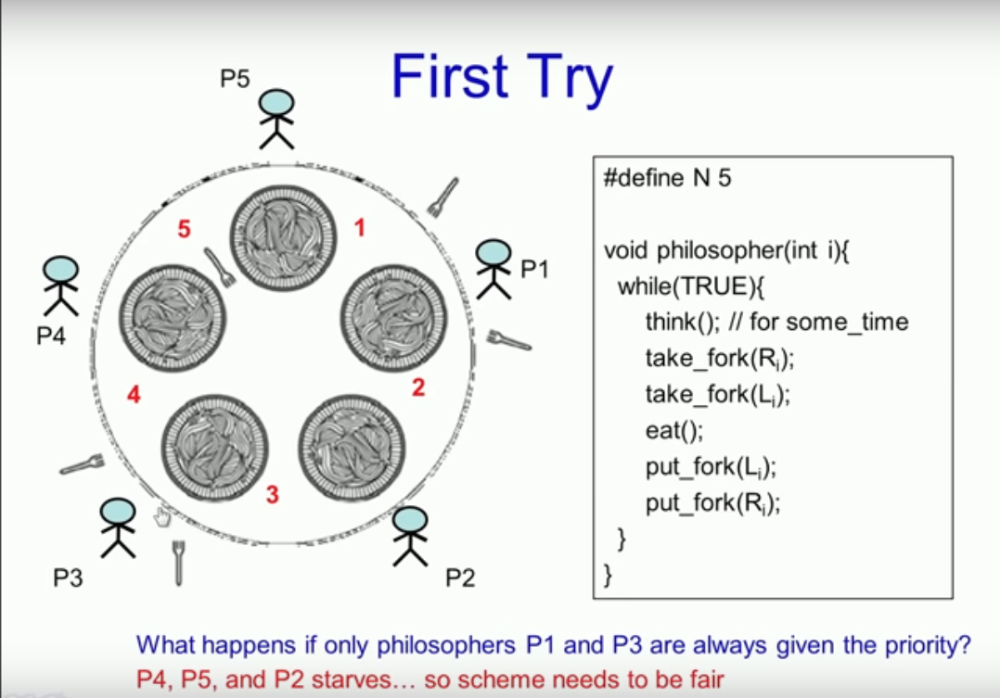 First Try
P5
#define N 5
5
1
void philosopher(int i){
P1
while(TRUE){
think(); // for some_time
P4
take_fork(Rᵢ);
4
2
take_fork(Lᵢ);
eat();
put_fork(Lᵢ);
3
put_fork(Rᵢ);
}
P3
P2
}
What happens if only philosophers P1 and P3 are always given the priority?
P4, P5, and P2 starves... so scheme needs to be fair